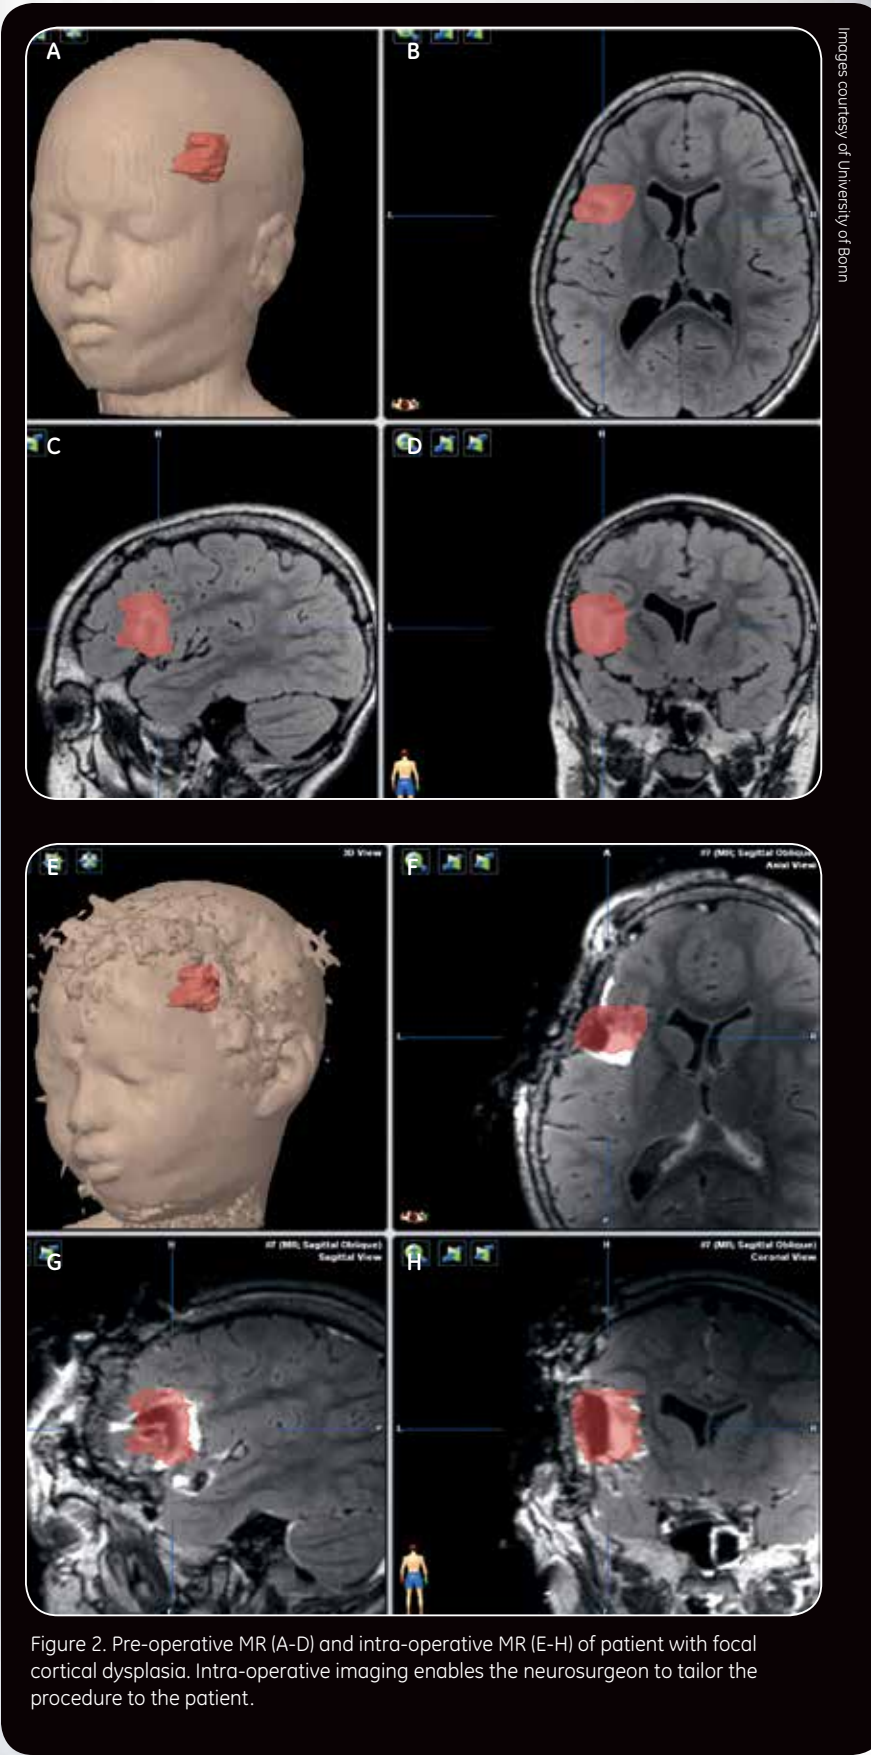 A
B
Images courtesy of University of Bonn
H
L
C
D
H
H
L
E
3D View
F
A
#7 (MR; Sagittal Oblique)
Axial View
L
G
H
#7 (MR; Sagittal Oblique)
Sagittal View
H
H
#7 (MR; Sagittal Oblique)
Coronal View
L
Figure 2. Pre-operative MR (A-D) and intra-operative MR (E-H) of patient with focal
cortical dysplasia. Intra-operative imaging enables the neurosurgeon to tailor the
procedure to the patient.